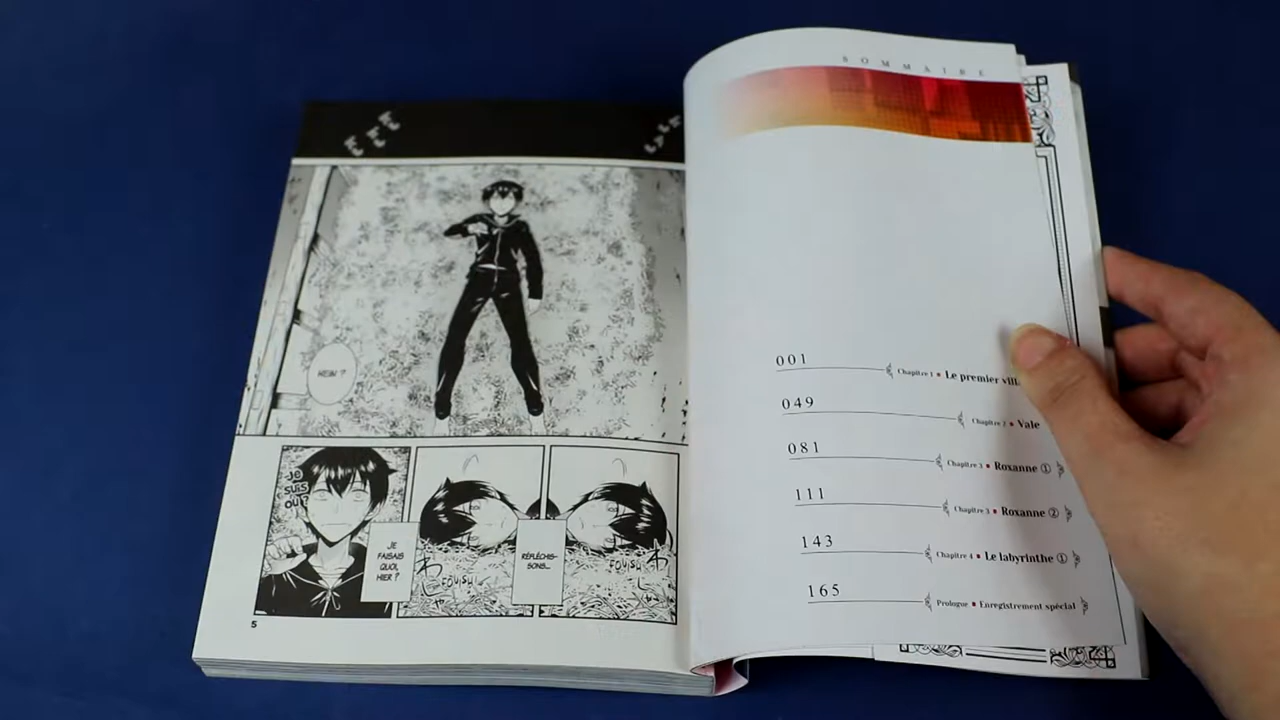 SOMMAIRE
001
Chapitre 1 ▪ Le premier vill
049
Chapitre 2 ▪ Vale
081
Chapitre 3 ▪ Roxanne ①
111
Chapitre 3 ▪ Roxanne ②
143
Chapitre 4 ▪ Le labyrinthe ①
165
Prologue ▪ Enregistrement spécial
HEIN ?
JE
SUIS
OÙ ?
JE
FAISAIS
QUOI,
HIER ?
FOUISH
RÉFLÉCHIS-
SONS...
FOUISH
5